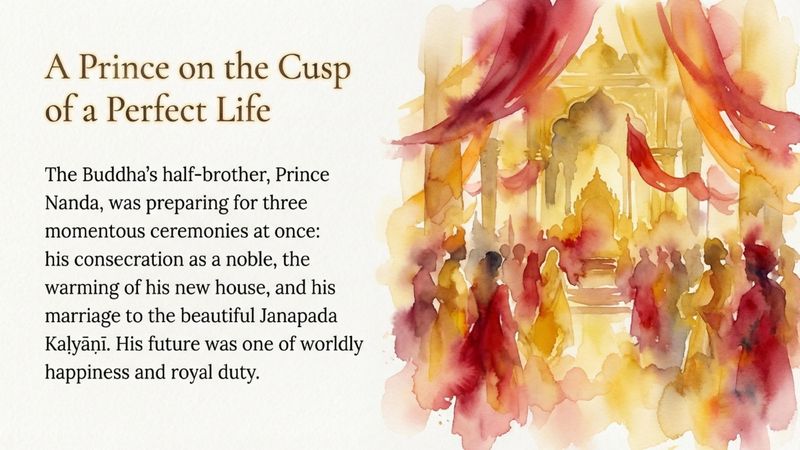 A Prince on the Cusp
of a Perfect Life
The Buddha’s half-brother, Prince
Nanda, was preparing for three
momentous ceremonies at once:
his consecration as a noble, the
warming of his new house, and his
marriage to the beautiful Janapada
Kaḷyāṇī. His future was one of worldly
happiness and royal duty.